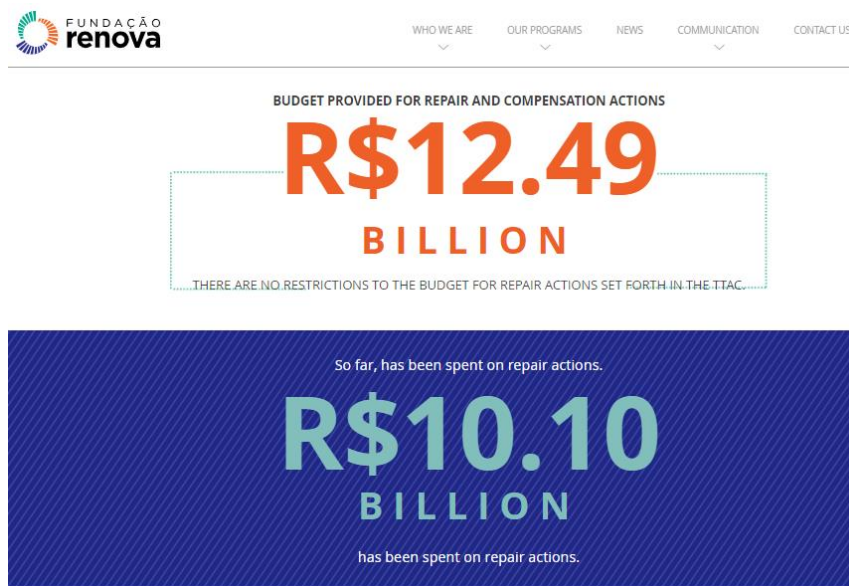 FUNDAÇÃO
renova
WHO WE ARE OUR PROGRAMS NEWS COMMUNICATION CONTACT US
BUDGET PROVIDED FOR REPAIR AND COMPENSATION ACTIONS
R$12.49
BILLION
THERE ARE NO RESTRICTIONS TO THE BUDGET FOR REPAIR ACTIONS SET FORTH IN THE TTAC.
So far, has been spent on repair actions.
R$10.10
BILLION
has been spent on repair actions.